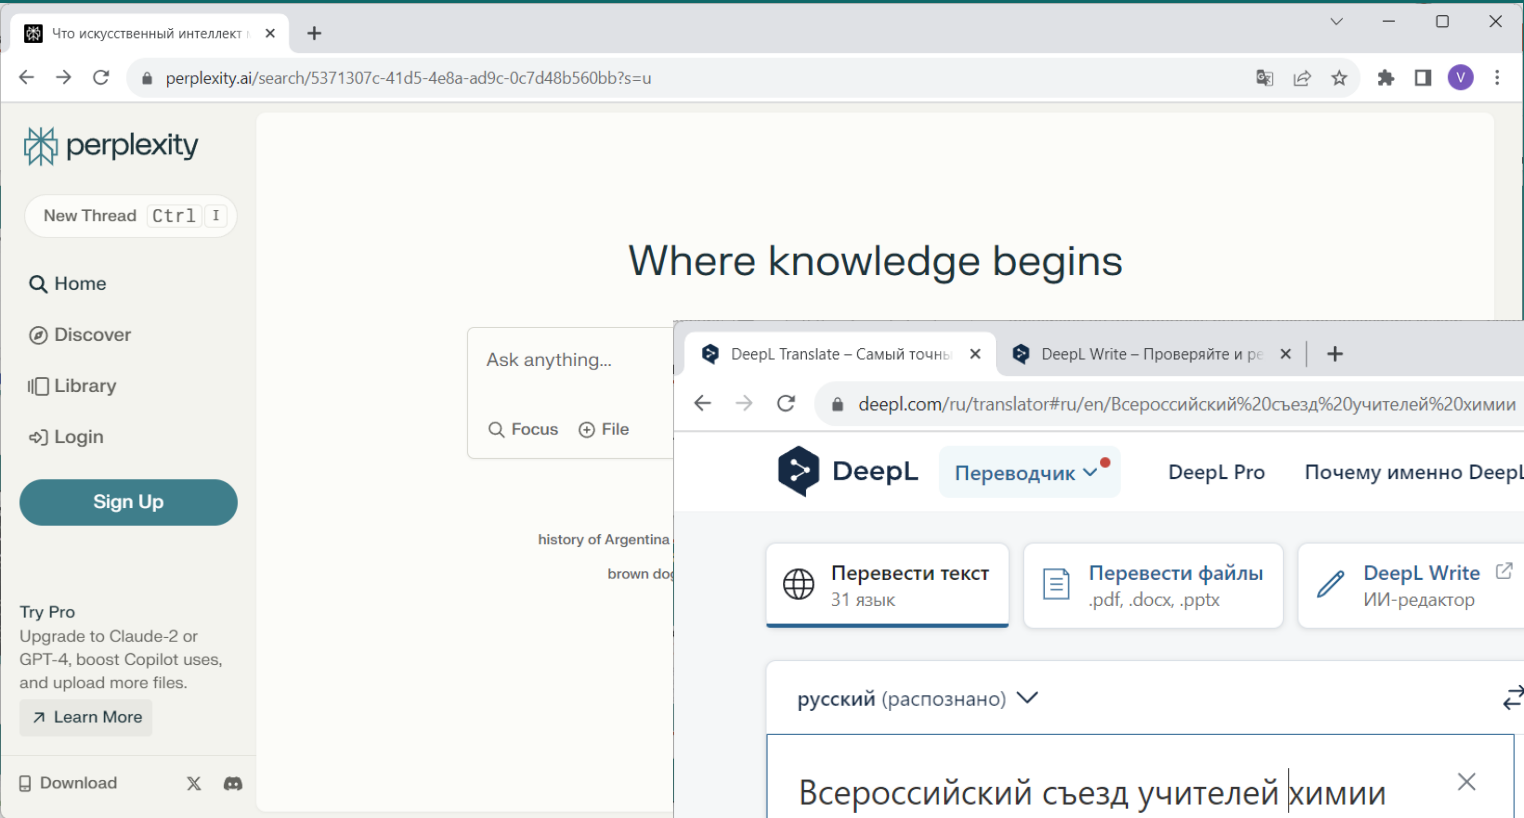 Что искусственный интеллект
perplexity.ai/search/5371307c-41d5-4e8a-ad9c-0c7d48b560bb?s=u
V
perplexity
New Thread Ctrl I
Home
Discover
Library
Login
Sign Up
Try Pro
Upgrade to Claude-2 or
GPT-4, boost Copilot uses,
and upload more files.
Learn More
Download
Where knowledge begins
Ask anything...
Focus File
history of Argentina
brown dog
DeepL Translate – Самый точны
DeepL Write – Проверяйте и ре
deepl.com/ru/translator#ru/en/Всероссийский%20съезд%20учителей%20химии
DeepL
Переводчик
DeepL Pro
Почему именно DeepL
Перевести текст
31 язык
Перевести файлы
.pdf, .docx, .pptx
DeepL Write
ИИ-редактор
русский (распознано)
Всероссийский съезд учителей химии